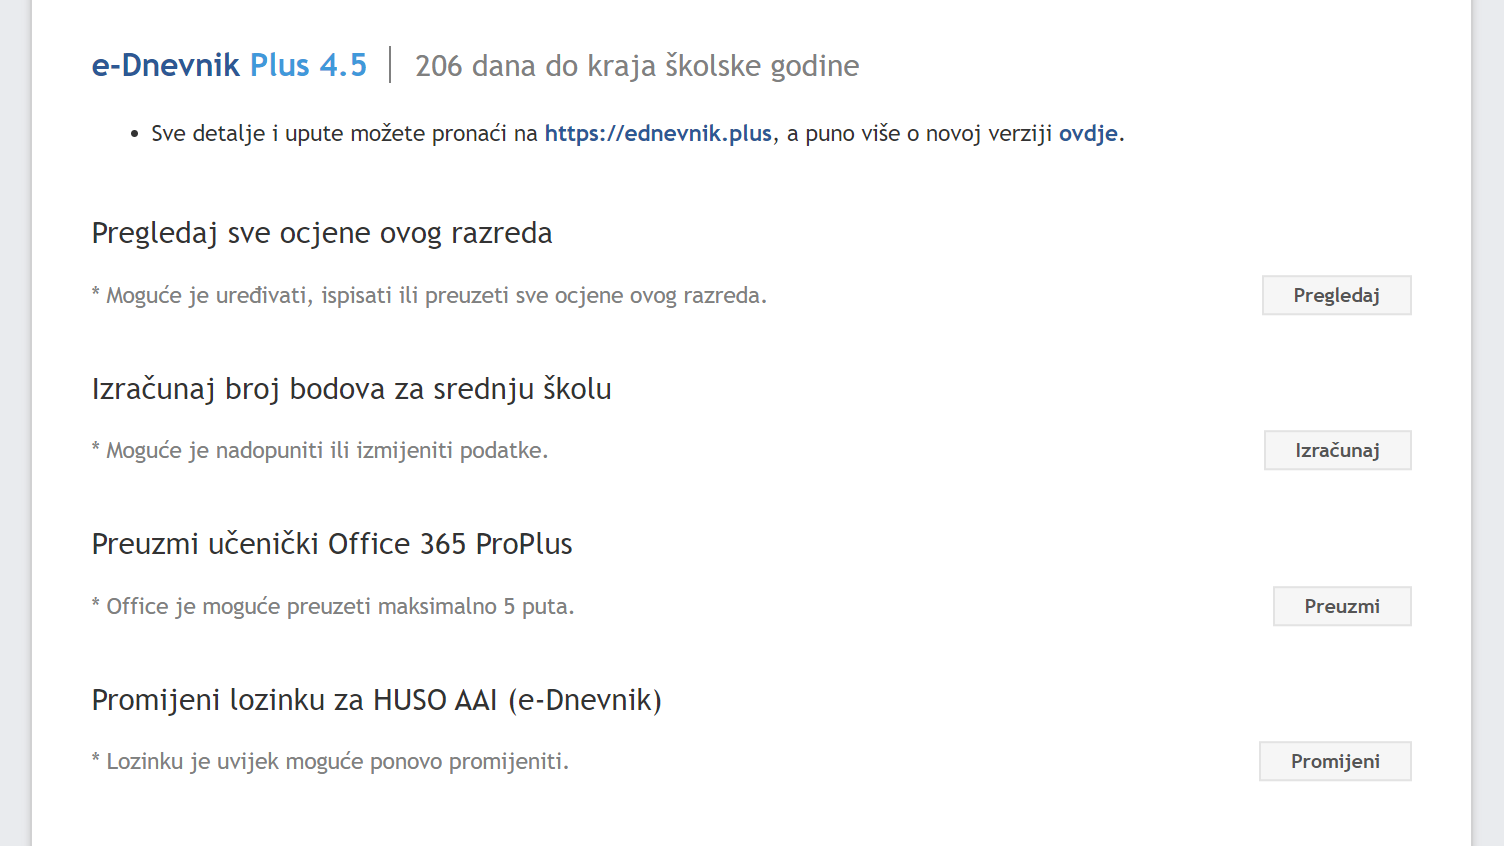 e-Dnevnik Plus 4.5 | 206 dana do kraja školske godine
• Sve detalje i upute možete pronaći na https://ednevnik.plus, a puno više o novoj verziji ovdje.
Pregledaj sve ocjene ovog razreda
* Moguće je uređivati, ispisati ili preuzeti sve ocjene ovog razreda.
Pregledaj
Izračunaj broj bodova za srednju školu
* Moguće je nadopuniti ili izmijeniti podatke.
Izračunaj
Preuzmi učenički Office 365 ProPlus
* Office je moguće preuzeti maksimalno 5 puta.
Preuzmi
Promijeni lozinku za HUSO AAI (e-Dnevnik)
* Lozinku je uvijek moguće ponovo promijeniti.
Promijeni